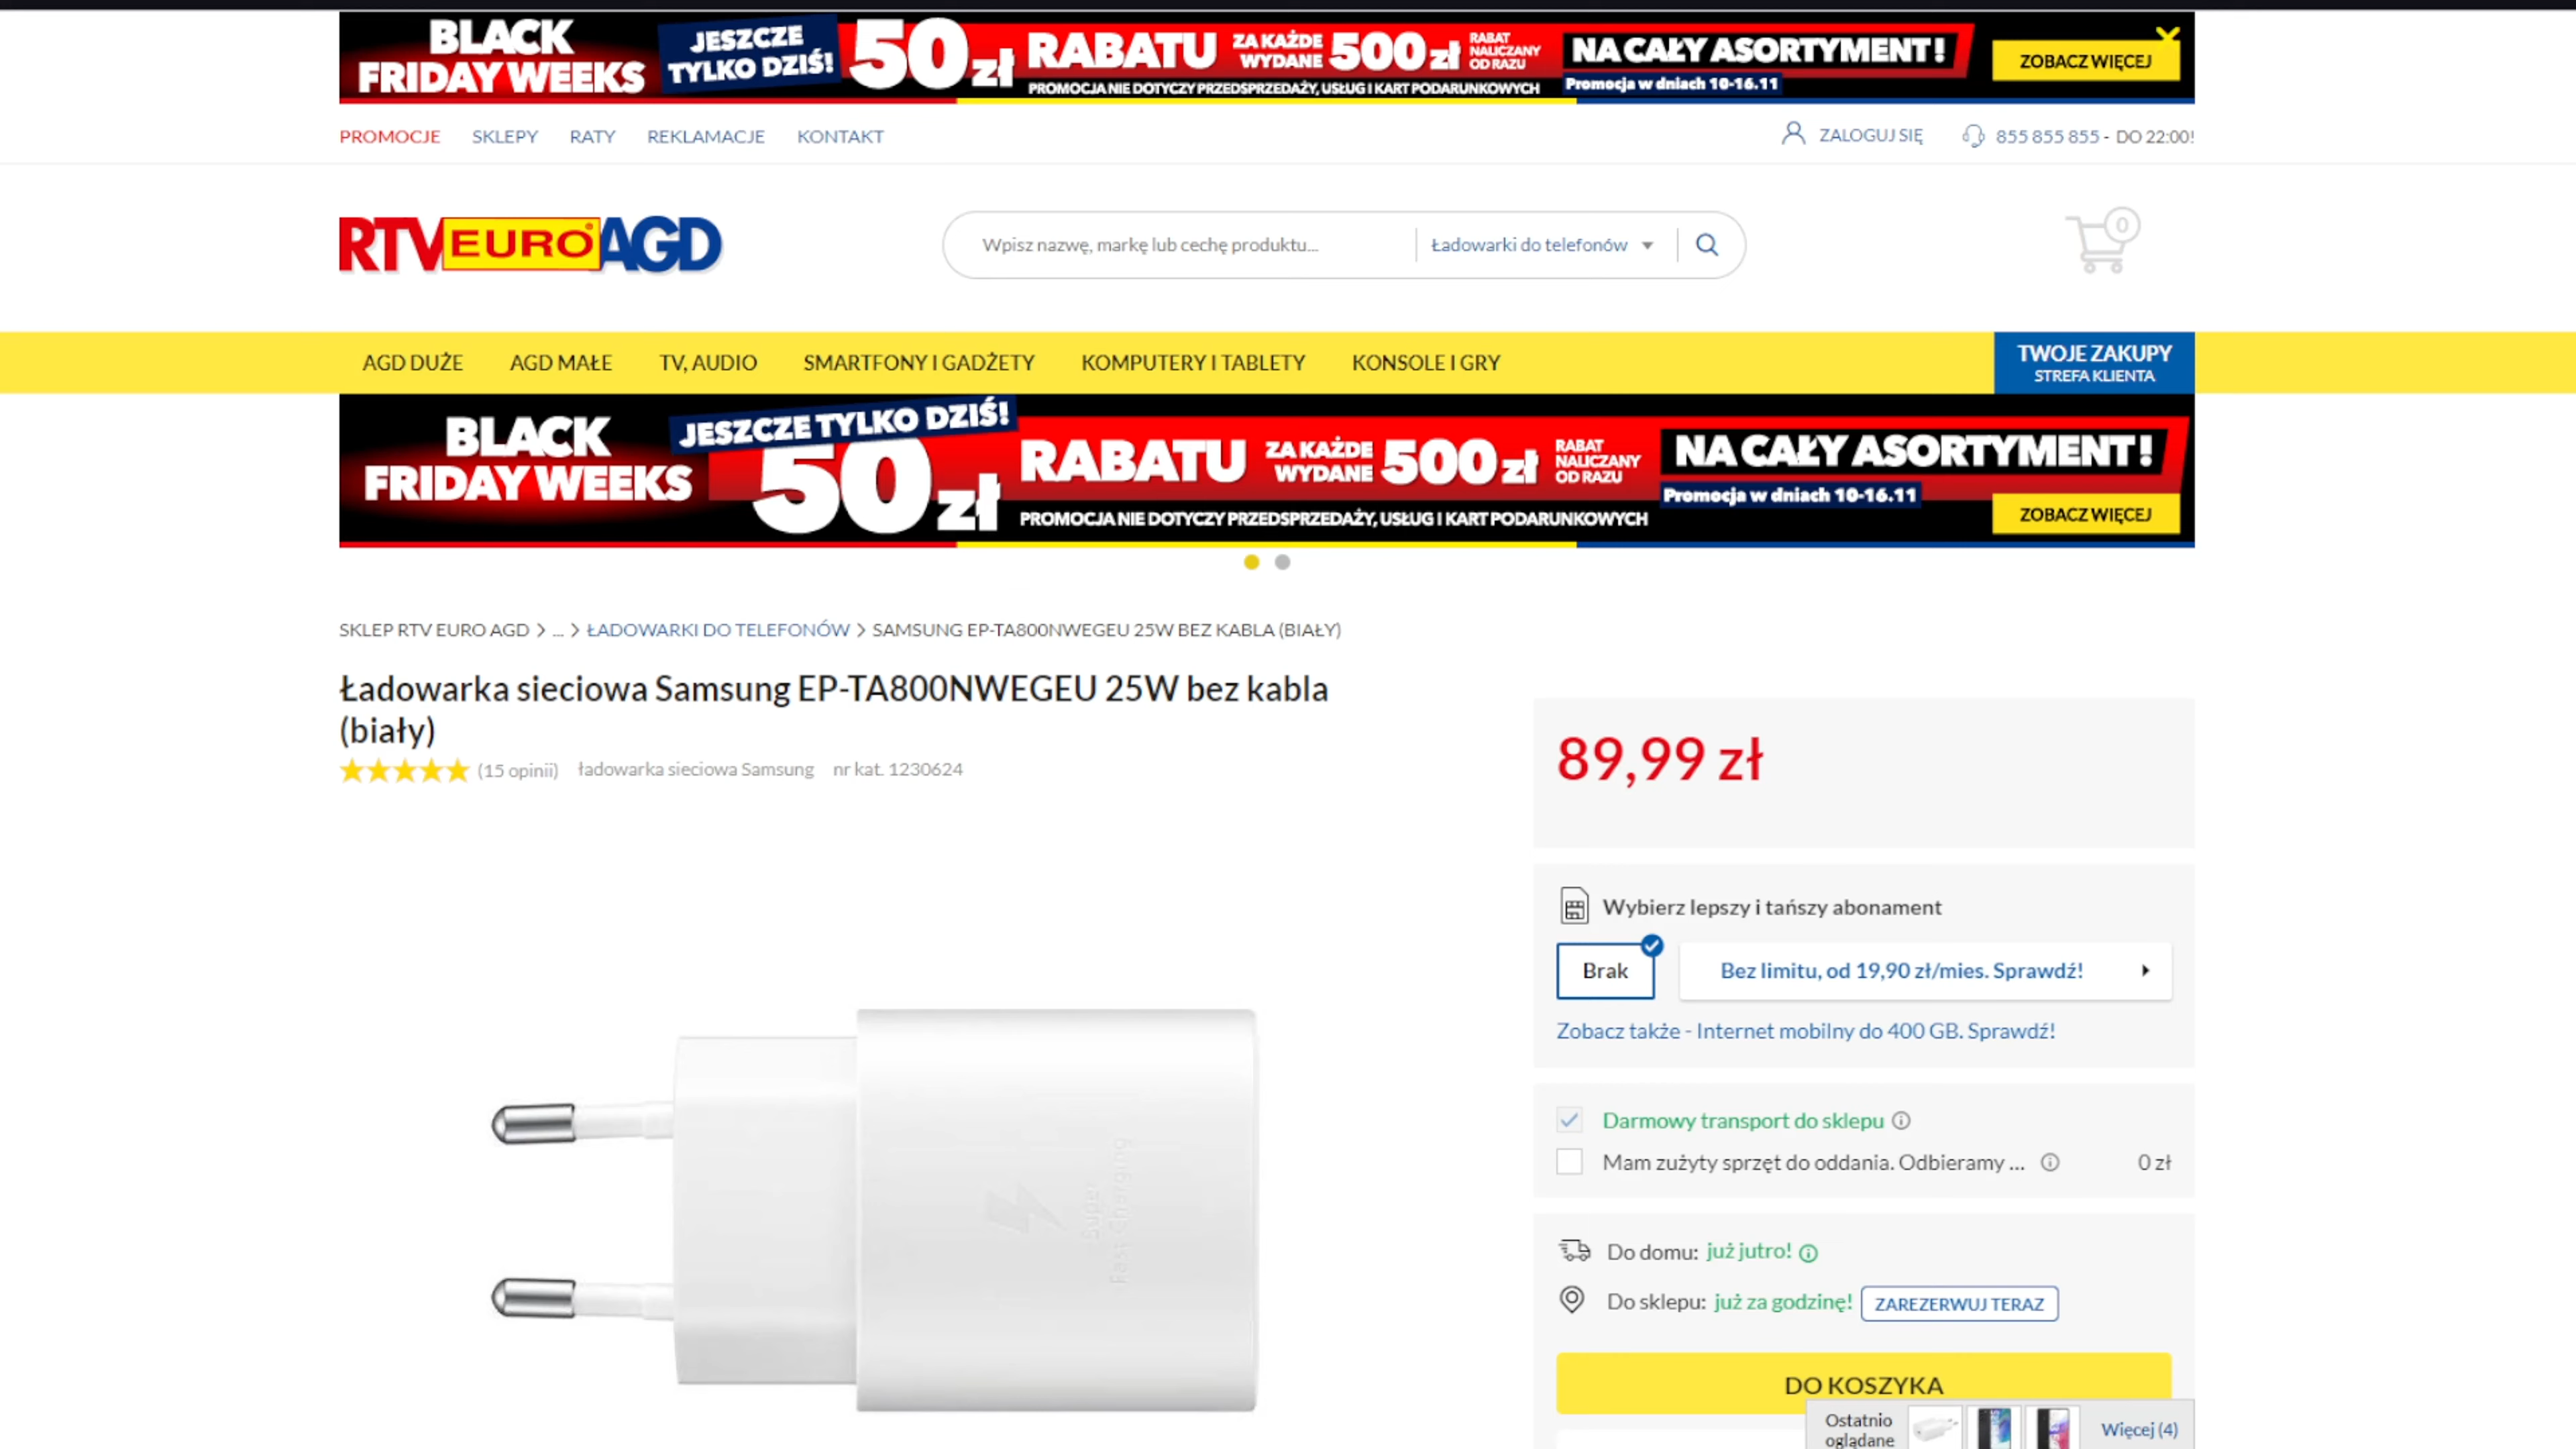 BLACK
FRIDAY WEEKS
JESZCZE
TYLKO DZIŚ!
50 zł
RABATU
ZA KAŻDE
WYDANE
500 zł
RABAT
NALICZANY
OD RAZU
PROMOCJA NIE DOTYCZY PRZEDSPRZEDAŻY, USŁUG I KART PODARUNKOWYCH
NA CAŁY ASORTYMENT!
Promocja w dniach 10-16.11
ZOBACZ WIĘCEJ
PROMOCJE SKLEPY RATY REKLAMACJE KONTAKT
ZALOGUJ SIĘ 855 855 855 - DO 22:00!
RTV EURO® AGD
Wpisz nazwę, markę lub cechę produktu...
Ładowarki do telefonów
0
AGD DUŻE AGD MAŁE TV, AUDIO SMARTFONY I GADŻETY KOMPUTERY I TABLETY KONSOLE I GRY
TWOJE ZAKUPY
STREFA KLIENTA
BLACK
FRIDAY WEEKS
JESZCZE TYLKO DZIŚ!
50 zł
RABATU
ZA KAŻDE
WYDANE
500 zł
RABAT
NALICZANY
OD RAZU
PROMOCJA NIE DOTYCZY PRZEDSPRZEDAŻY, USŁUG I KART PODARUNKOWYCH
NA CAŁY ASORTYMENT!
Promocja w dniach 10-16.11
ZOBACZ WIĘCEJ
SKLEP RTV EURO AGD > ... > ŁADOWARKI DO TELEFONÓW > SAMSUNG EP-TA800NWEGEU 25W BEZ KABLA (BIAŁY)
Ładowarka sieciowa Samsung EP-TA800NWEGEU 25W bez kabla
(biały)
(15 opinii) ładowarka sieciowa Samsung nr kat. 1230624
Super
Fast Charging
89,99 zł
Wybierz lepszy i tańszy abonament
Brak
Bez limitu, od 19,90 zł/mies. Sprawdź!
Zobacz także - Internet mobilny do 400 GB. Sprawdź!
Darmowy transport do sklepu
Mam zużyty sprzęt do oddania. Odbieramy ... 0 zł
Do domu: już jutro!
Do sklepu: już za godzinę! ZAREZERWUJ TERAZ
DO KOSZYKA
Ostatnio
oglądane
Więcej (4)